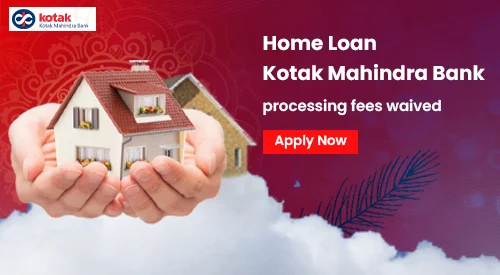 kotak
Kotak Mahindra Bank
Home Loan
Kotak Mahindra Bank
processing fees waived
Apply Now